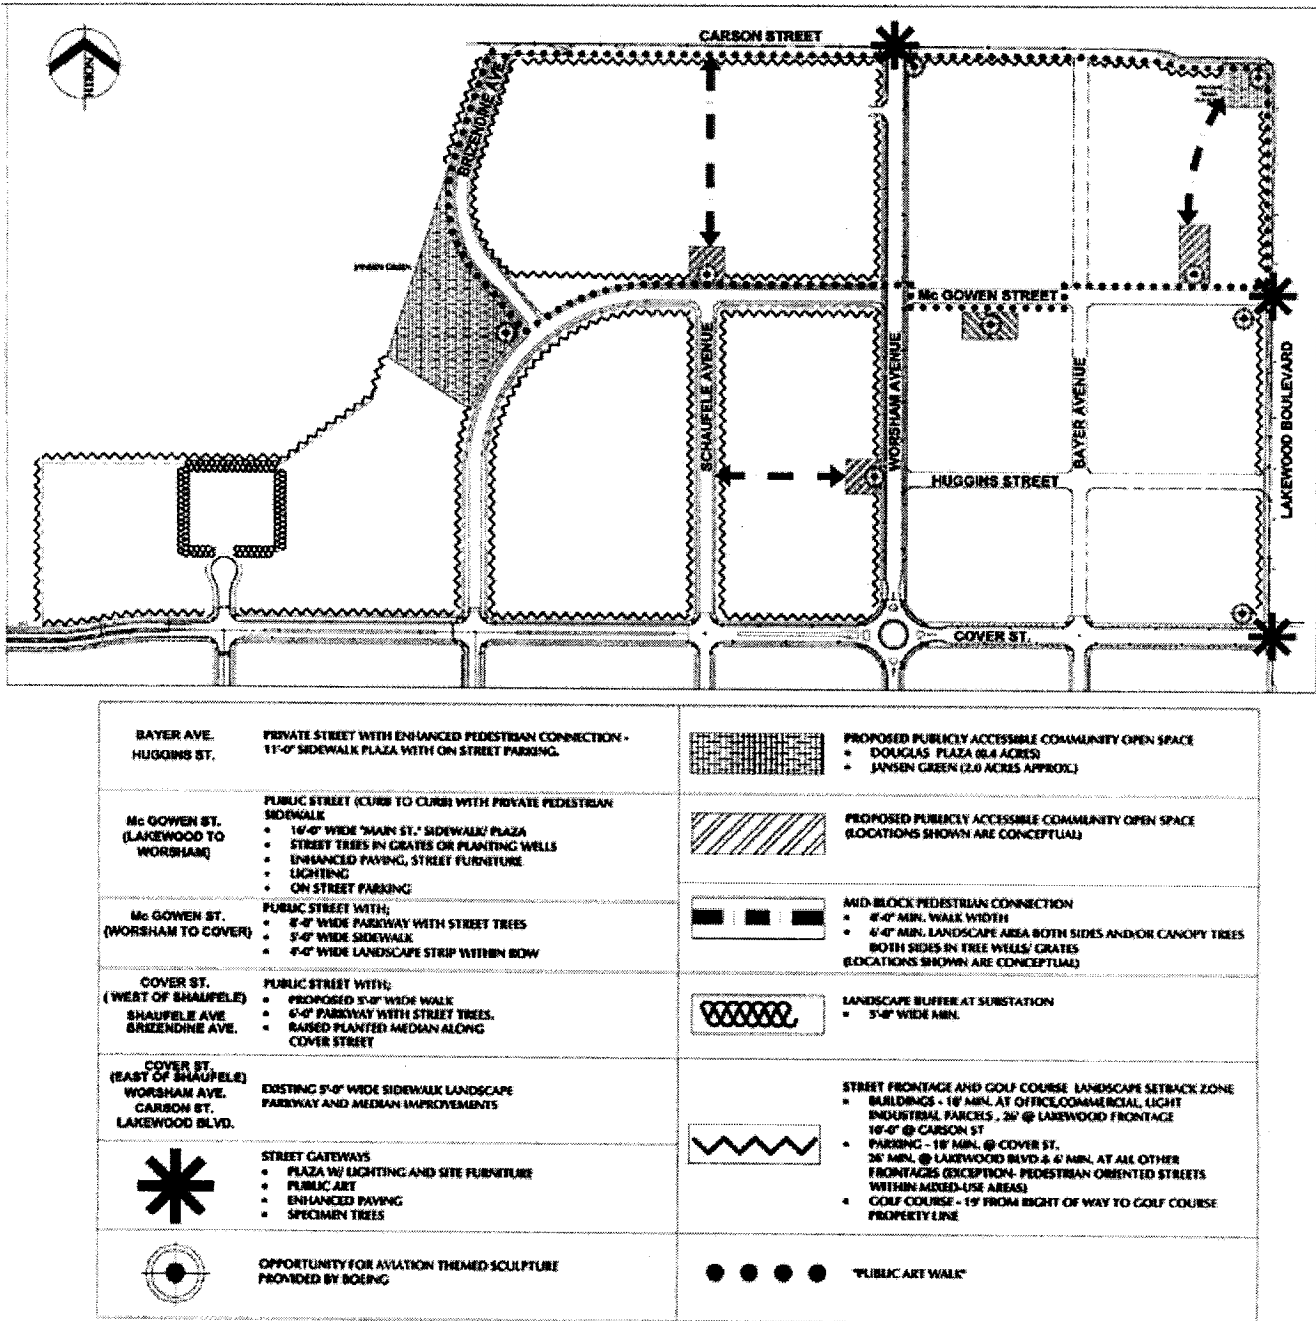 NORTH
CARSON STREET
BRIZENDINE AVE.
JANSEN GREEN
Mc GOWEN STREET
SCHAUFELE AVENUE
WORSHAM AVENUE
BAYER AVENUE
LAKEWOOD BOULEVARD
HUGGINS STREET
COVER ST.
BAYER AVE.
HUGGINS ST.
PRIVATE STREET WITH ENHANCED PEDESTRIAN CONNECTION -
11'-0" SIDEWALK PLAZA WITH ON STREET PARKING.
Mc GOWEN ST.
(LAKEWOOD TO
WORSHAM)
PUBLIC STREET (CURB TO CURB) WITH PRIVATE PEDESTRIAN
SIDEWALK
• 16'-0" WIDE "MAIN ST." SIDEWALK/ PLAZA
• STREET TREES IN GRATES OR PLANTING WELLS
• ENHANCED PAVING, STREET FURNITURE
• LIGHTING
• ON STREET PARKING
Mc GOWEN ST.
(WORSHAM TO COVER)
PUBLIC STREET WITH;
• 8'-0" WIDE PARKWAY WITH STREET TREES
• 5'-0" WIDE SIDEWALK
• 4'-0" WIDE LANDSCAPE STRIP WITHIN ROW
COVER ST.
( WEST OF SHAUFELE)
SHAUFELE AVE
BRIZENDINE AVE.
PUBLIC STREET WITH;
• PROPOSED 5'-0" WIDE WALK
• 6'-0" PARKWAY WITH STREET TREES.
• RAISED PLANTED MEDIAN ALONG
COVER STREET
COVER ST.
(EAST OF SHAUFELE)
WORSHAM AVE.
CARSON ST.
LAKEWOOD BLVD.
EXISTING 5'-0" WIDE SIDEWALK LANDSCAPE
PARKWAY AND MEDIAN IMPROVEMENTS
STREET GATEWAYS
• PLAZA W/ LIGHTING AND SITE FURNITURE
• PUBLIC ART
• ENHANCED PAVING
• SPECIMEN TREES
OPPORTUNITY FOR AVIATION THEMED SCULPTURE
PROVIDED BY BOEING
PROPOSED PUBLICLY ACCESSIBLE COMMUNITY OPEN SPACE
• DOUGLAS PLAZA (0.4 ACRES)
• JANSEN GREEN (2.0 ACRES APPROX.)
PROPOSED PUBLICLY ACCESSIBLE COMMUNITY OPEN SPACE
(LOCATIONS SHOWN ARE CONCEPTUAL)
MID-BLOCK PEDESTRIAN CONNECTION
• 8'-0" MIN. WALK WIDTH
• 6'-0" MIN. LANDSCAPE AREA BOTH SIDES AND/OR CANOPY TREES
BOTH SIDES IN TREE WELLS/ GRATES
(LOCATIONS SHOWN ARE CONCEPTUAL)
LANDSCAPE BUFFER AT SUBSTATION
• 5'-0" WIDE MIN.
STREET FRONTAGE AND GOLF COURSE LANDSCAPE SETBACK ZONE
• BUILDINGS - 18' MIN. AT OFFICE,COMMERCIAL, LIGHT
INDUSTRIAL PARCELS , 26' @ LAKEWOOD FRONTAGE
10'-0" @ CARSON ST
• PARKING - 18' MIN. @ COVER ST.
26' MIN. @ LAKEWOOD BLVD & 6' MIN. AT ALL OTHER
FRONTAGES (EXCEPTION- PEDESTRIAN ORIENTED STREETS
WITHIN MIXED-USE AREAS)
• GOLF COURSE - 19' FROM RIGHT OF WAY TO GOLF COURSE
PROPERTY LINE
"PUBLIC ART WALK"